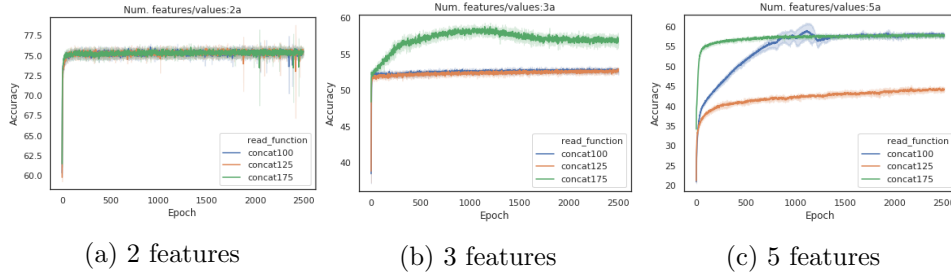 Num. features/values:2a
Accuracy
77.5
75.0
72.5
70.0
67.5
65.0
62.5
60.0
read_function
concat100
concat125
concat175
0
500
1000
1500
2000
2500
Epoch
(a) 2 features
Num. features/values:3a
Accuracy
60
55
50
45
40
read_function
concat100
concat125
concat175
0
500
1000
1500
2000
2500
Epoch
(b) 3 features
Num. features/values:5a
Accuracy
60
55
50
45
40
35
30
25
20
read_function
concat100
concat125
concat175
0
500
1000
1500
2000
2500
Epoch
(c) 5 features